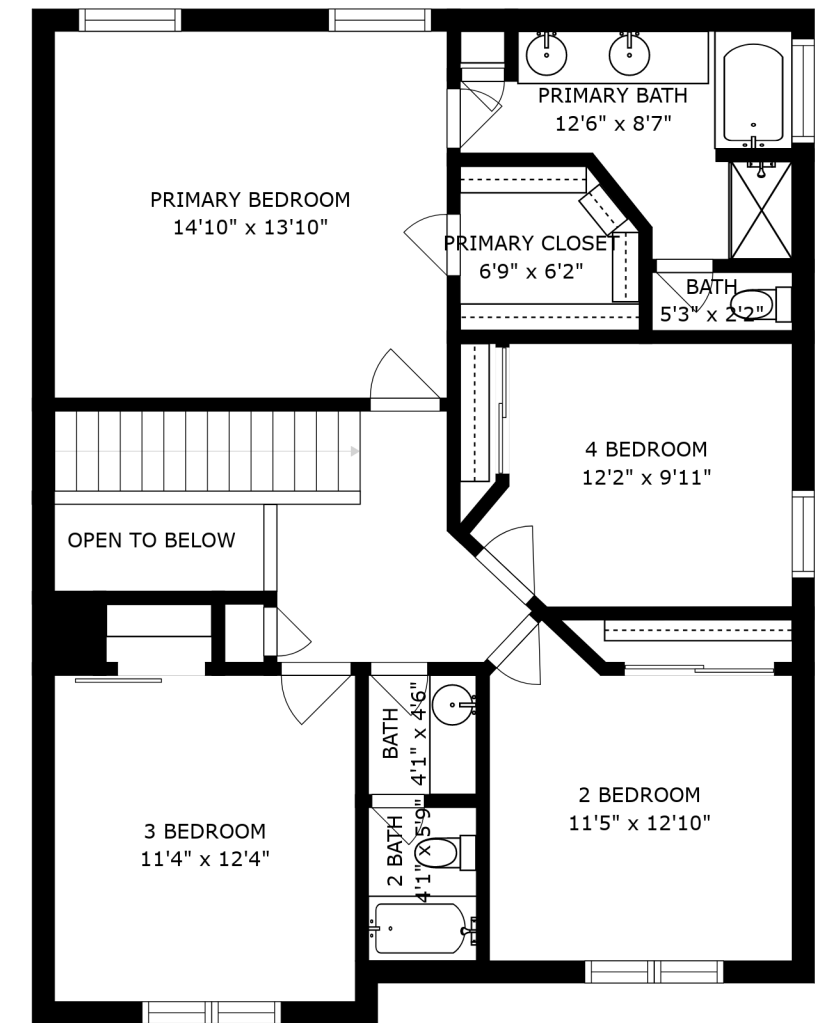 PRIMARY BATH
12'6" x 8'7"
PRIMARY BEDROOM
14'10" x 13'10"
PRIMARY CLOSET
6'9" x 6'2"
BATH
5'3" x 2'2"
4 BEDROOM
12'2" x 9'11"
OPEN TO BELOW
BATH
4'1" x 4'6"
2 BEDROOM
11'5" x 12'10"
3 BEDROOM
11'4" x 12'4"
2 BATH
4'1" x 5'9"